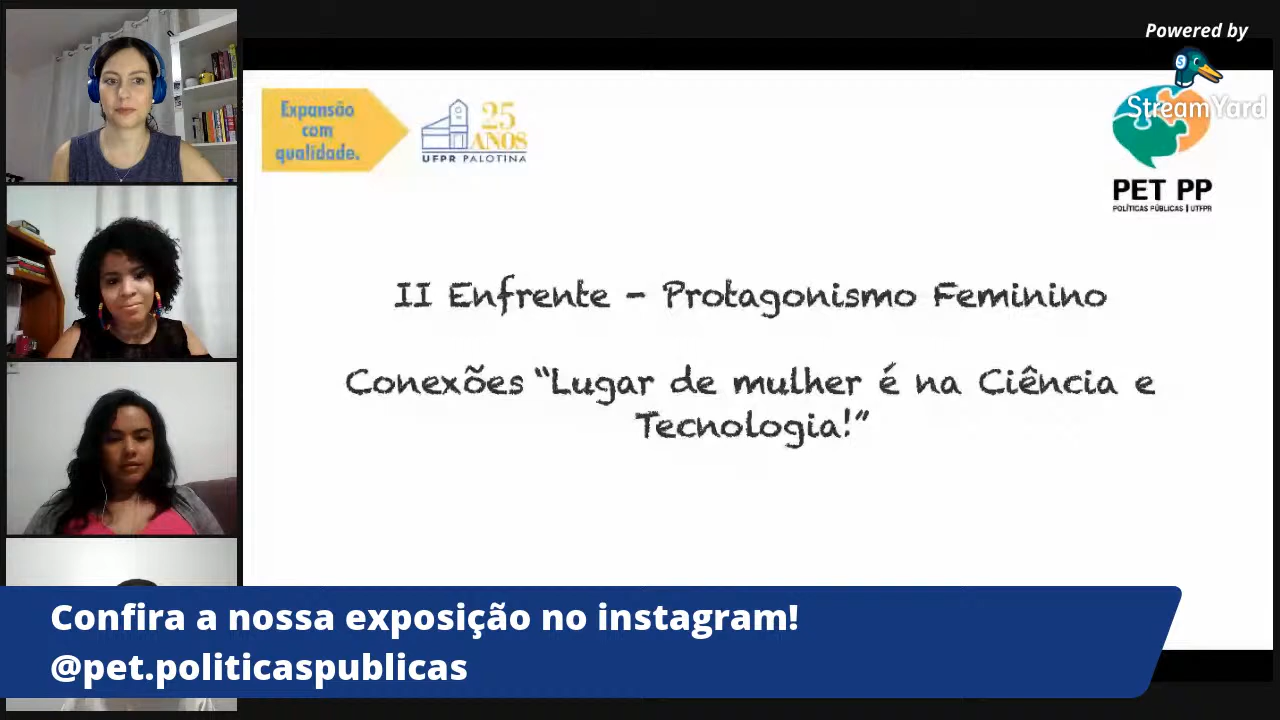 Powered by
StreamYard
Expansão
com
qualidade.
25
ANOS
UFPR PALOTINA
PET PP
POLÍTICAS PÚBLICAS | UTFPR
II Enfrente - Protagonismo Feminino
Conexões “Lugar de mulher é na Ciência e
Tecnologia!”
Confira a nossa exposição no instagram!
@pet.politicaspublicas